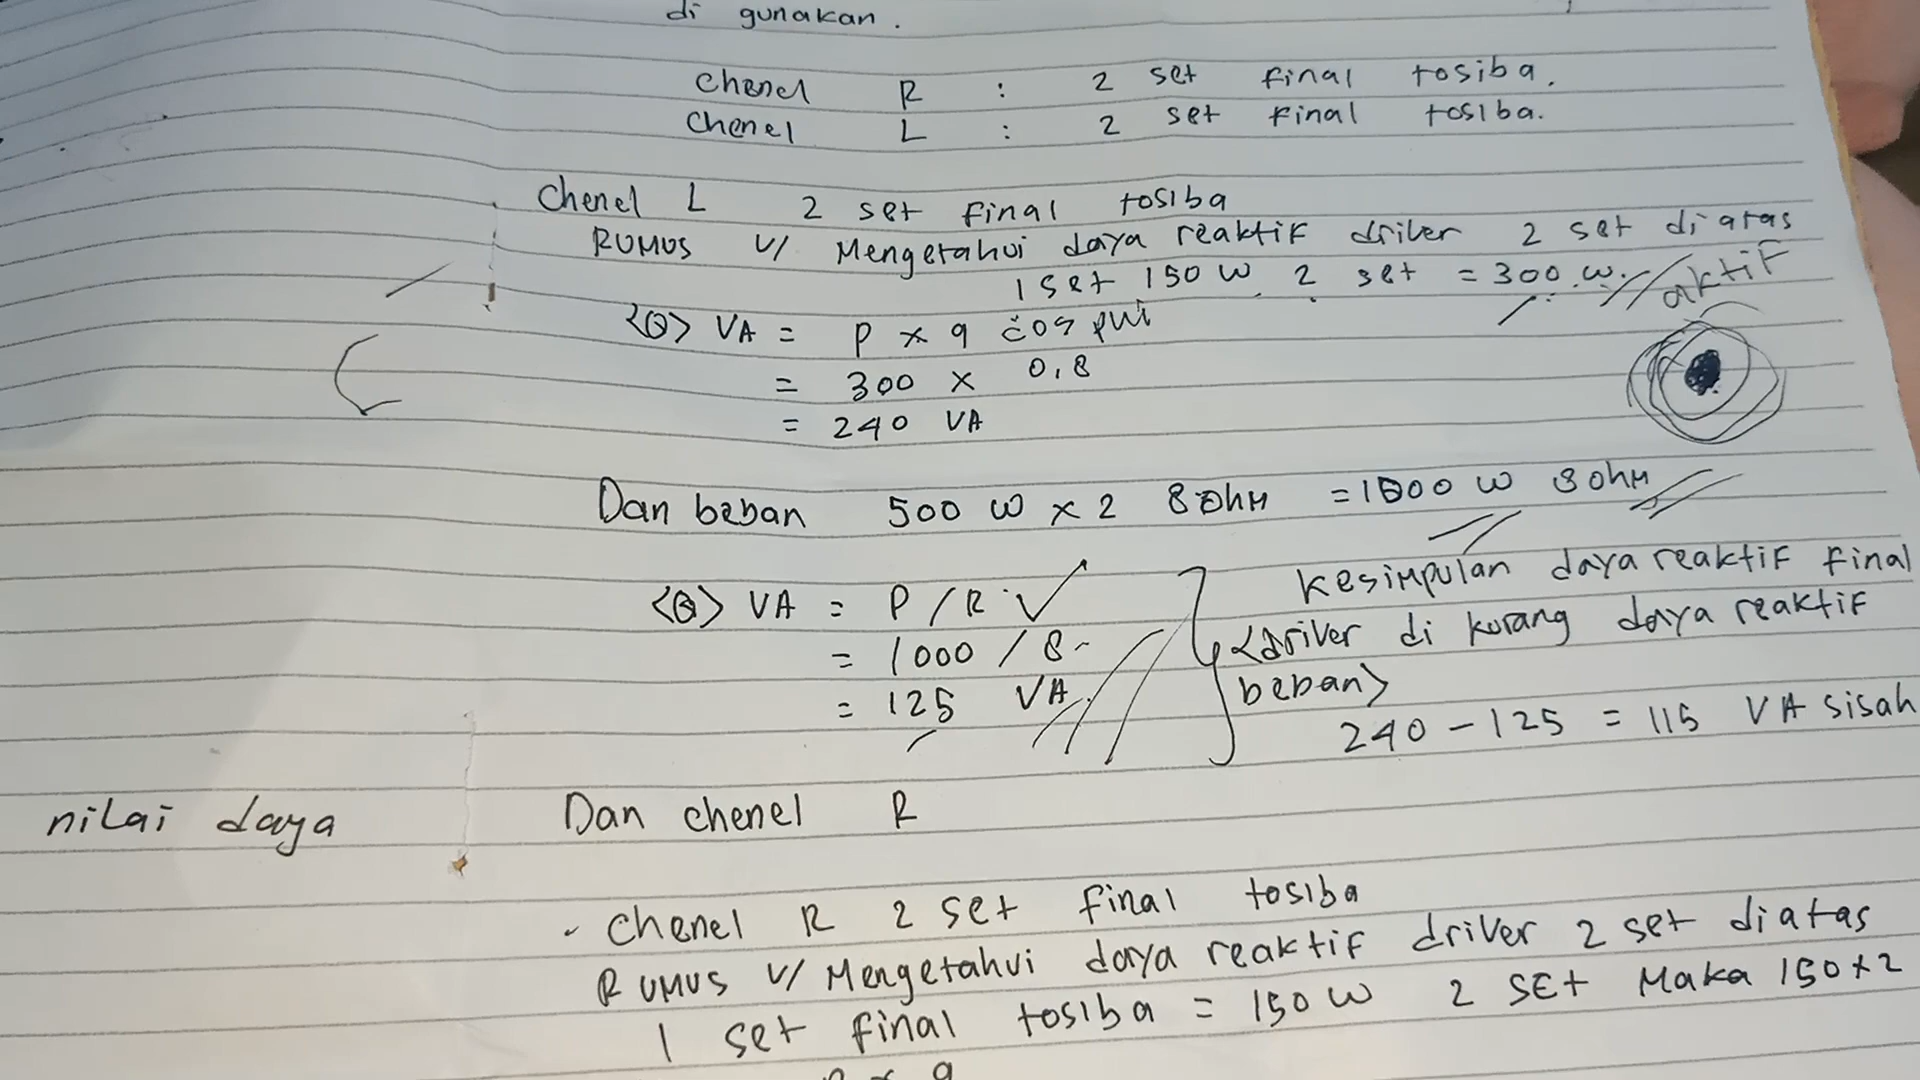 di gunakan.
Chenel R : 2 set final tosiba.
Chenel L : 2 set final tosiba.
Chenel L 2 set final tosiba
RUMUS U/ Mengetahui daya reaktif driver 2 set di atas
1 set 150 W 2 set = 300 W. // aktif
<Q> VA = P x q cos phi
= 300 x 0,8
= 240 VA
Dan beban 500 W x 2 8 ohm = 1000 W 8 ohm
<Q> VA = P / R
= 1000 / 8
= 125 VA
kesimpulan daya reaktif final
<driver di kurang daya reaktif
beban>
240 - 125 = 115 VA sisah
nilai daya
Dan chenel R
- chenel R 2 set final tosiba
RUMUS U/ Mengetahui daya reaktif driver 2 set diatas
1 set final tosiba = 150 W 2 SEt Maka 150 x 2